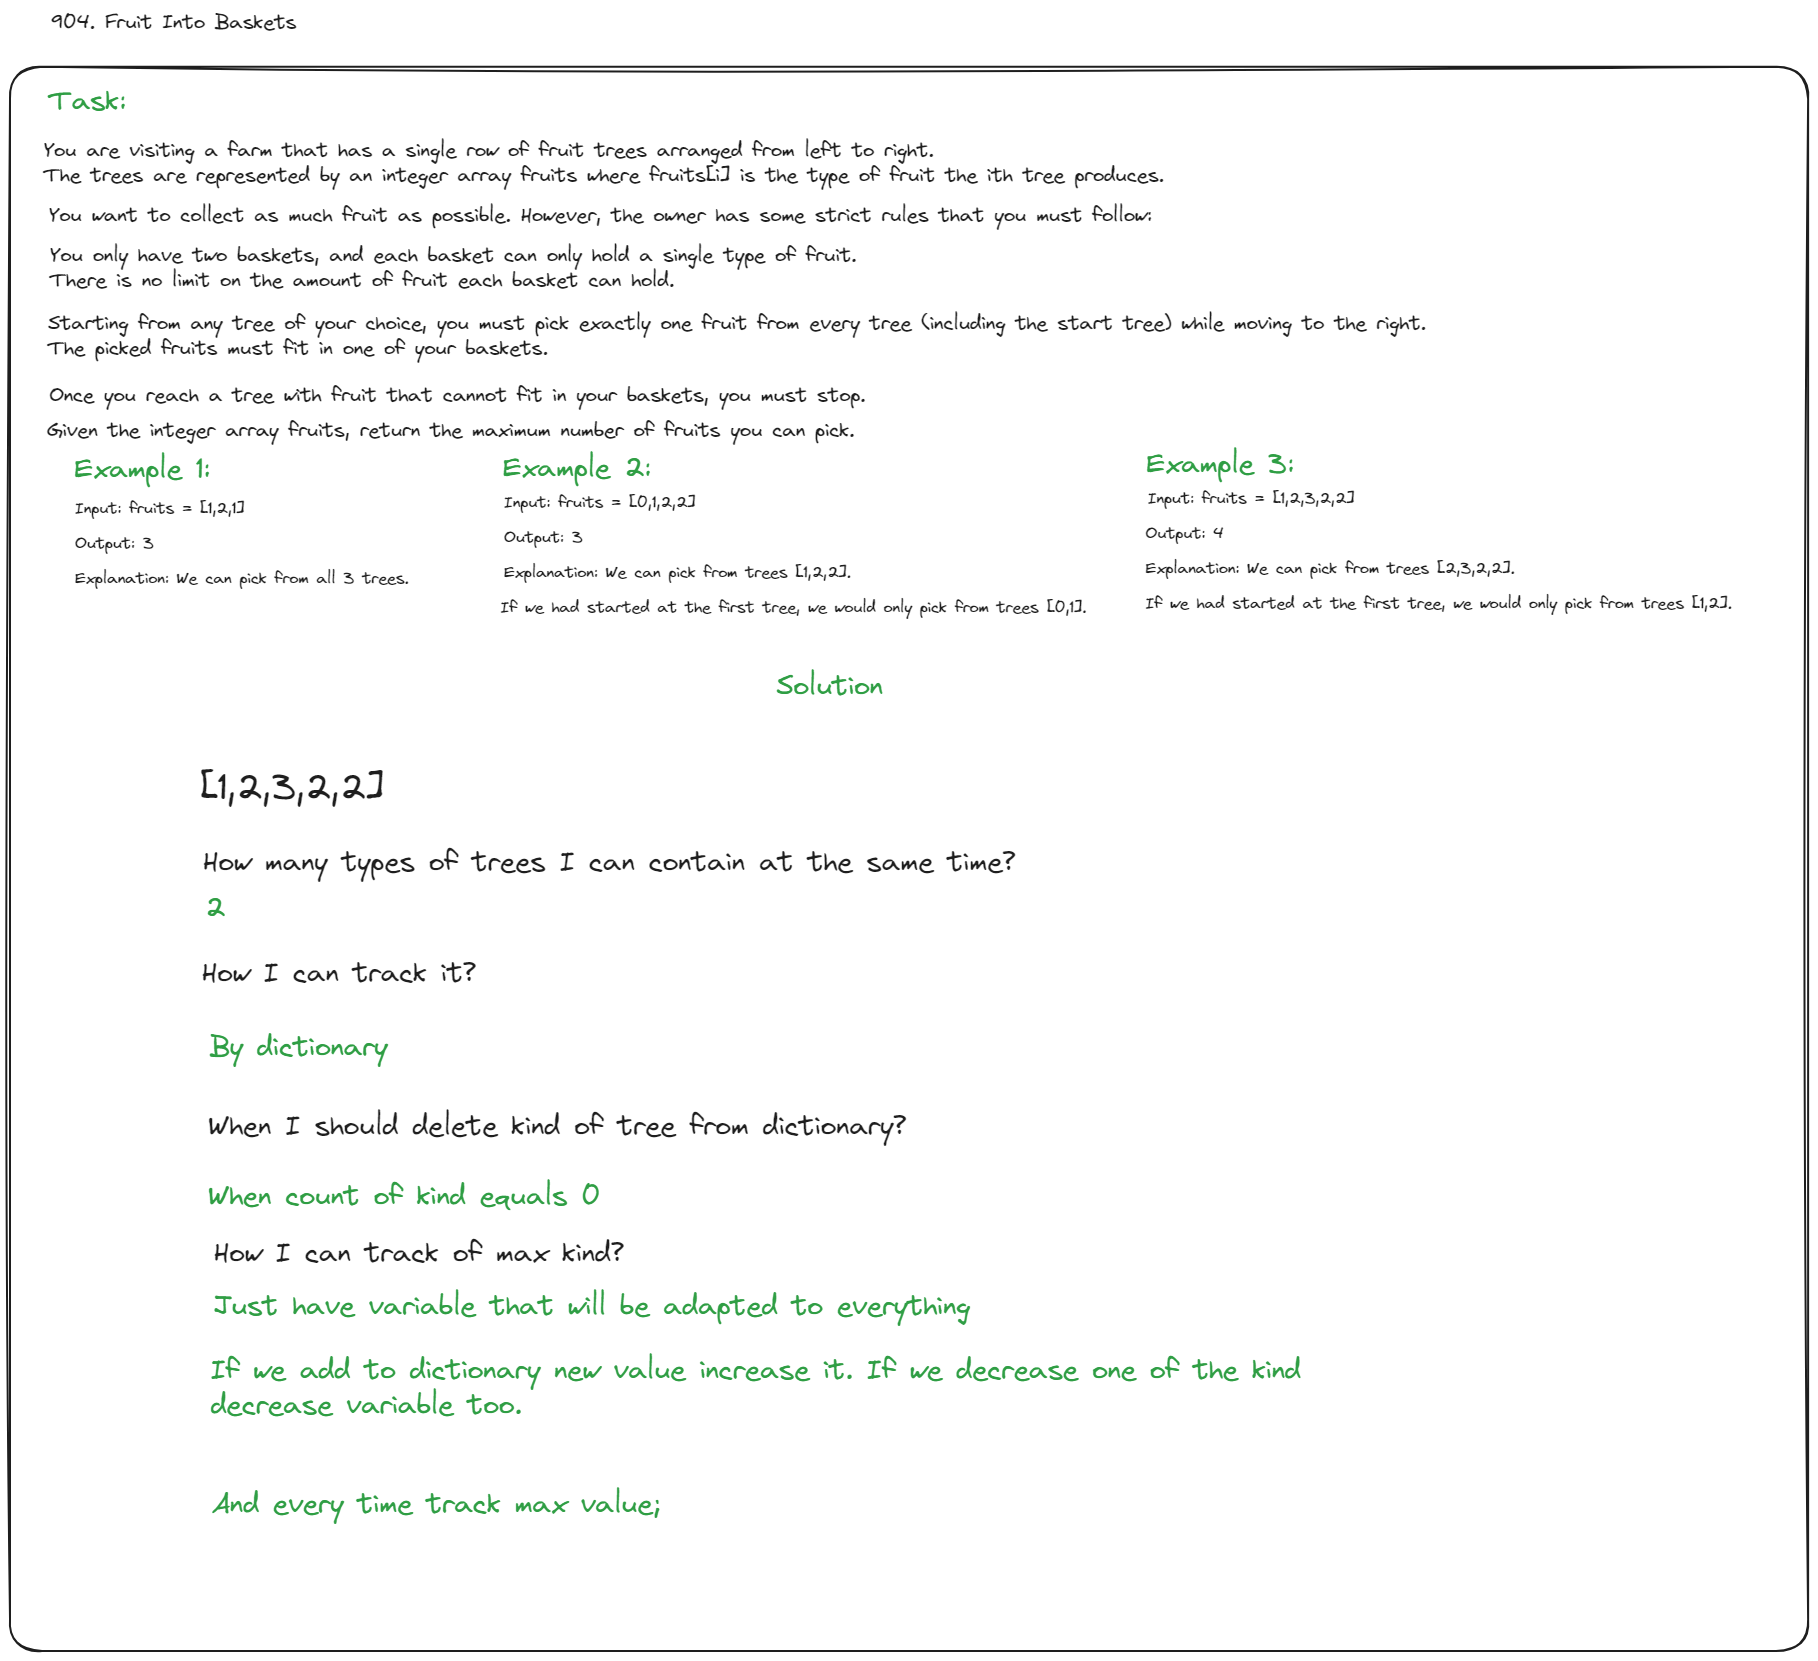 904. Fruit Into Baskets
Task:
You are visiting a farm that has a single row of fruit trees arranged from left to right.
The trees are represented by an integer array fruits where fruits[i] is the type of fruit the ith tree produces.
You want to collect as much fruit as possible. However, the owner has some strict rules that you must follow:
You only have two baskets, and each basket can only hold a single type of fruit.
There is no limit on the amount of fruit each basket can hold.
Starting from any tree of your choice, you must pick exactly one fruit from every tree (including the start tree) while moving to the right.
The picked fruits must fit in one of your baskets.
Once you reach a tree with fruit that cannot fit in your baskets, you must stop.
Given the integer array fruits, return the maximum number of fruits you can pick.
Example 1:
Input: fruits = [1,2,1]
Output: 3
Explanation: We can pick from all 3 trees.
Example 2:
Input: fruits = [0,1,2,2]
Output: 3
Explanation: We can pick from trees [1,2,2].
If we had started at the first tree, we would only pick from trees [0,1].
Example 3:
Input: fruits = [1,2,3,2,2]
Output: 4
Explanation: We can pick from trees [2,3,2,2].
If we had started at the first tree, we would only pick from trees [1,2].
Solution
[1,2,3,2,2]
How many types of trees I can contain at the same time?
2
How I can track it?
By dictionary
When I should delete kind of tree from dictionary?
When count of kind equals 0
How I can track of max kind?
Just have variable that will be adapted to everything
If we add to dictionary new value increase it. If we decrease one of the kind
decrease variable too.
And every time track max value;